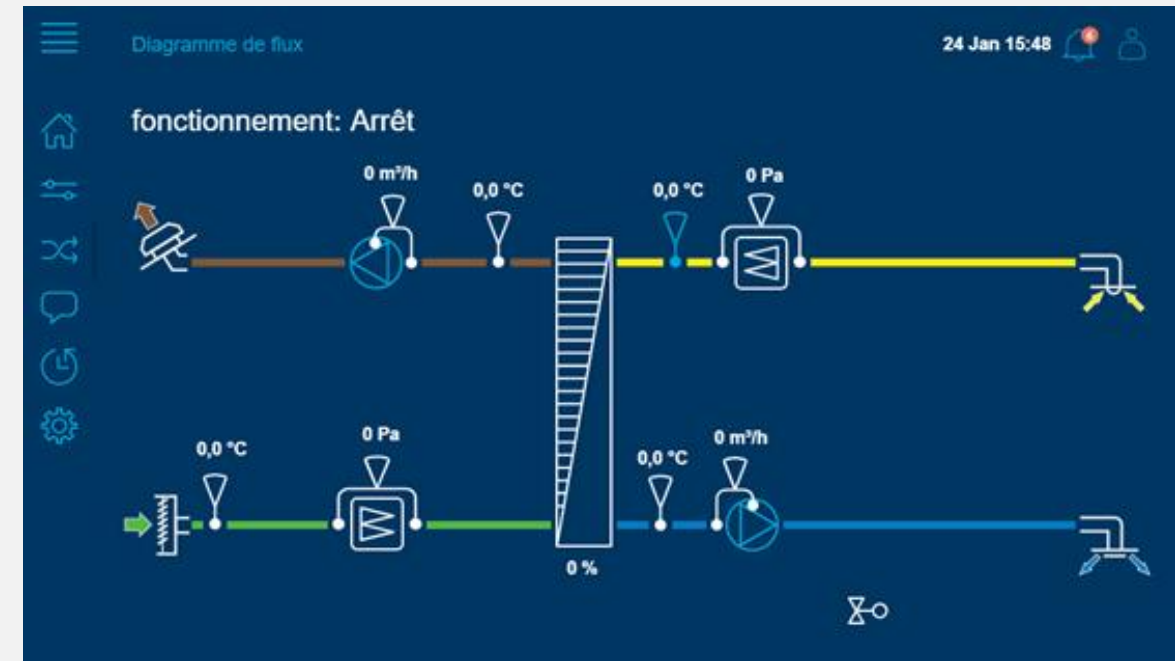 Diagramme de flux
24 Jan 15:48
4
fonctionnement: Arrêt
0 m³/h
0,0 °C
0,0 °C
0 Pa
0,0 °C
0 Pa
0,0 °C
0 m³/h
0 %